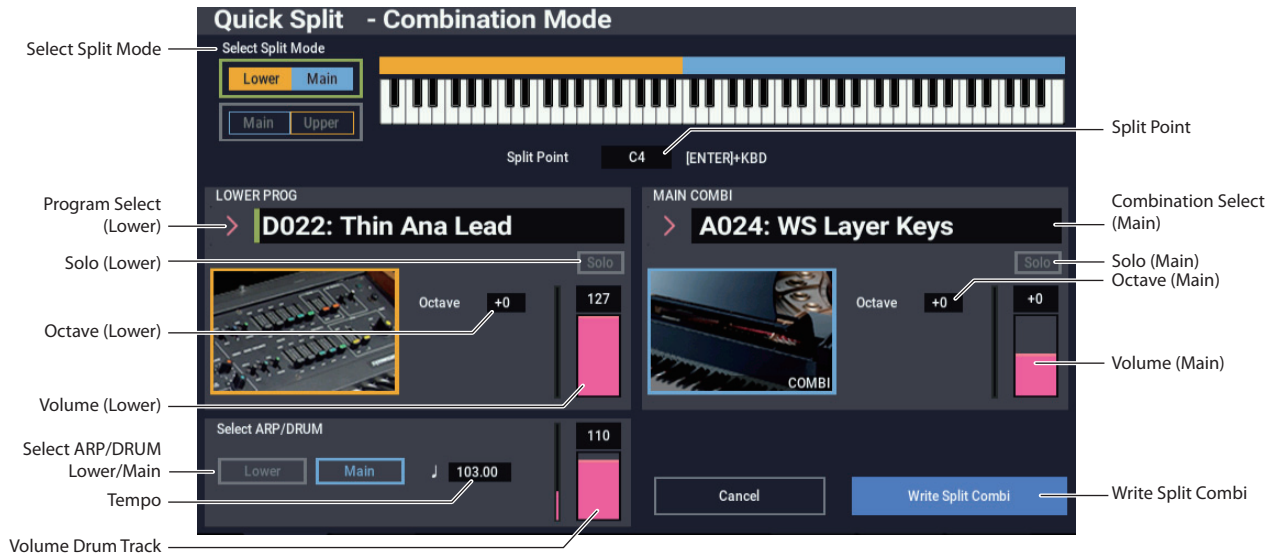 Quick Split - Combination Mode
Select Split Mode
Select Split Mode
Lower Main
Main Upper
Split Point C4 [ENTER]+KBD
Split Point
LOWER PROG
MAIN COMBI
Program Select
(Lower)
D022: Thin Ana Lead
A024: WS Layer Keys
Combination Select
(Main)
Solo (Lower)
Solo
Solo
Solo (Main)
Octave (Lower)
Octave +0
127
Octave +0
+0
Octave (Main)
COMBI
Volume (Lower)
Volume (Main)
Select ARP/DRUM
110
Select ARP/DRUM
Lower/Main
Lower Main ♩ 103.00
Tempo
Cancel
Write Split Combi
Write Split Combi
Volume Drum Track